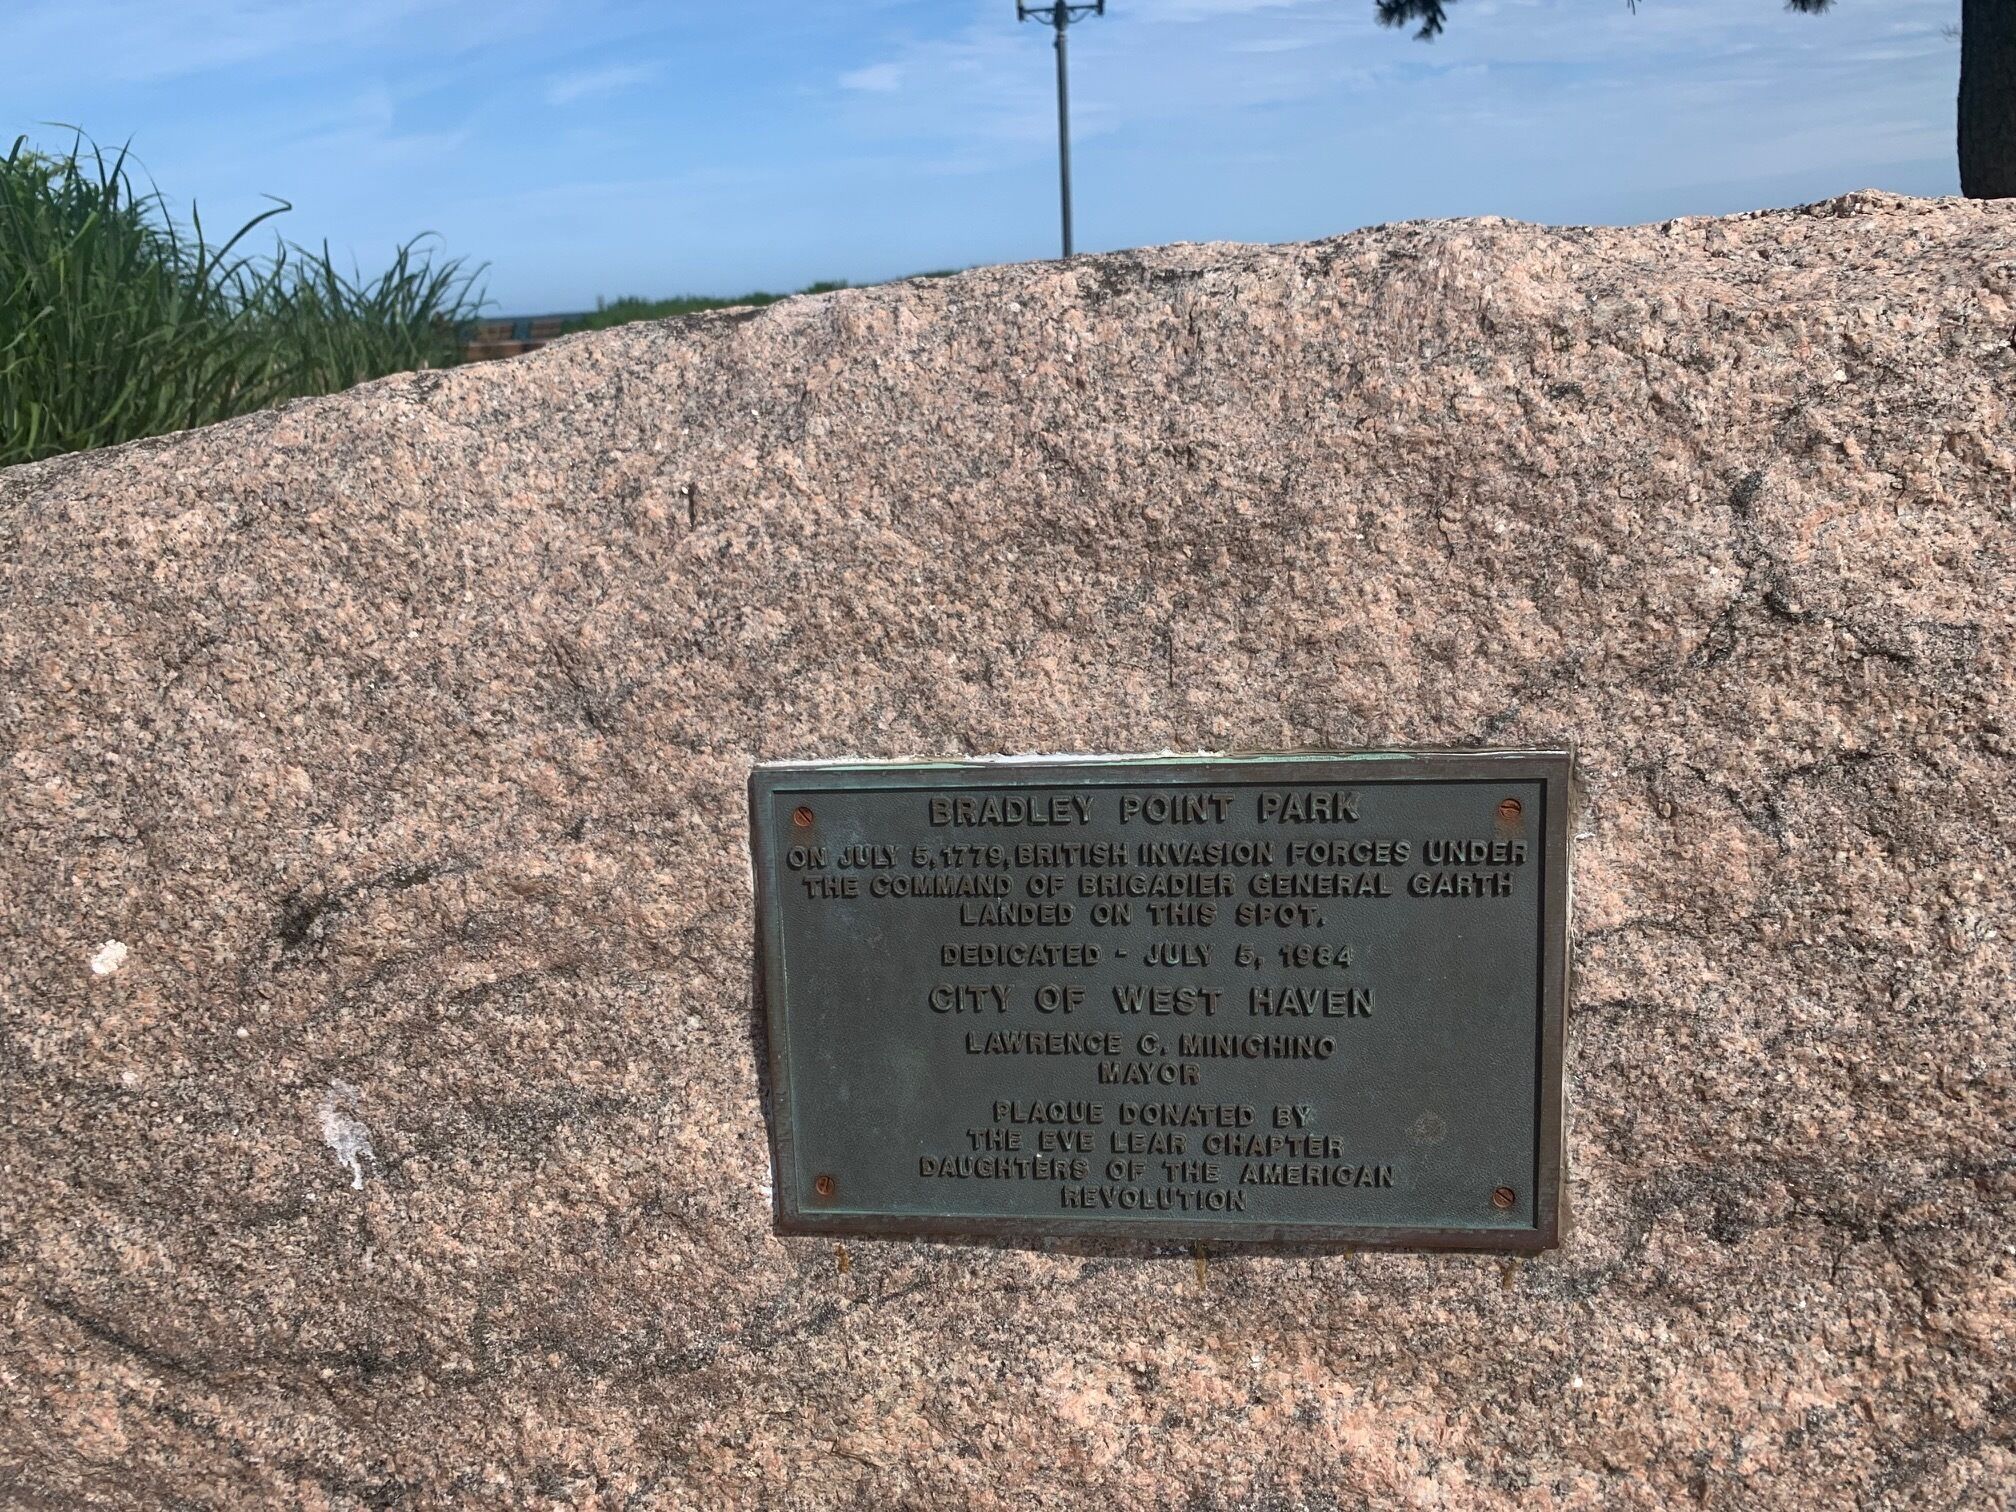 BRADLEY POINT PARK
ON JULY 5, 1779, BRITISH INVASION FORCES UNDER
THE COMMAND OF BRIGADIER GENERAL GARTH
LANDED ON THIS SPOT.
DEDICATED - JULY 5, 1984
CITY OF WEST HAVEN
LAWRENCE C. MINICHINO
MAYOR
PLAQUE DONATED BY
THE EVE LEAR CHAPTER
DAUGHTERS OF THE AMERICAN
REVOLUTION